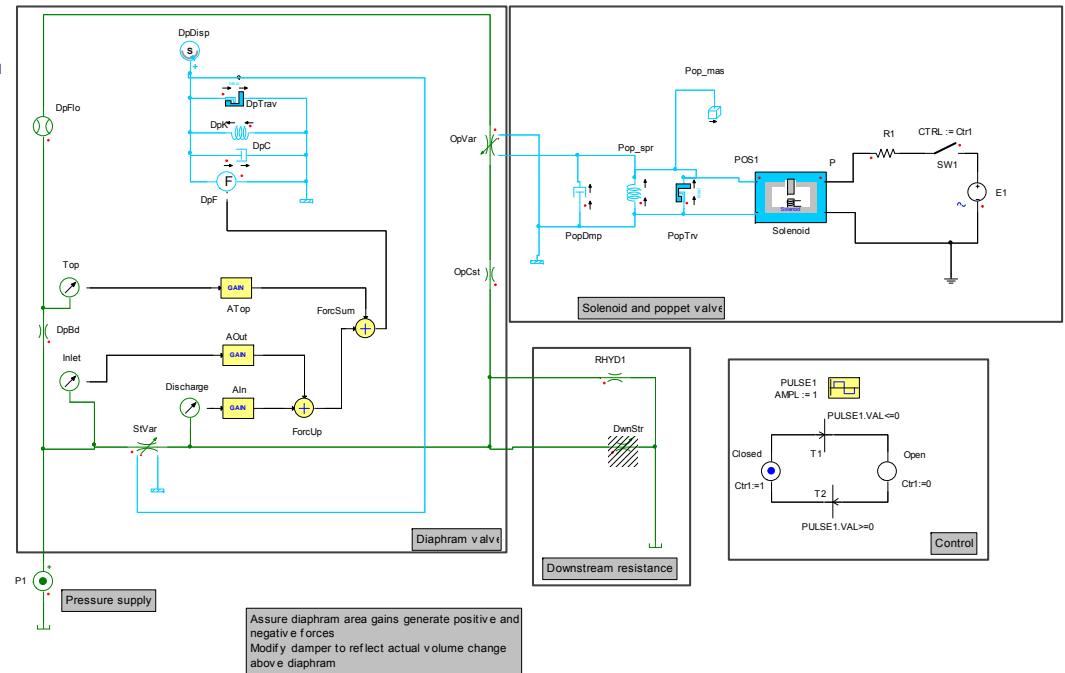 DpDisp
S
DpTrav
DpK
DpC
F
DpF
DpFlo
Top
GAIN
ATop
ForcSum
DpBd
Inlet
AOut
GAIN
Discharge
AIn
GAIN
ForcUp
StVar
Diaphram valve
P1
Pressure supply
OpVar
OpCst
Pop_mas
Pop_spr
PopDmp
PopTrv
POS1
P
Solenoid
Solenoid
R1
CTRL := Ctr1
SW1
E1
Solenoid and poppet valve
RHYD1
DwnStr
Downstream resistance
PULSE1
AMPL := 1
PULSE1.VAL<=0
Closed
T1
Open
Ctr1:=1
T2
Ctr1:=0
PULSE1.VAL>=0
Control
Assure diaphram area gains generate positive and
negative forces
Modify damper to reflect actual volume change
above diaphram